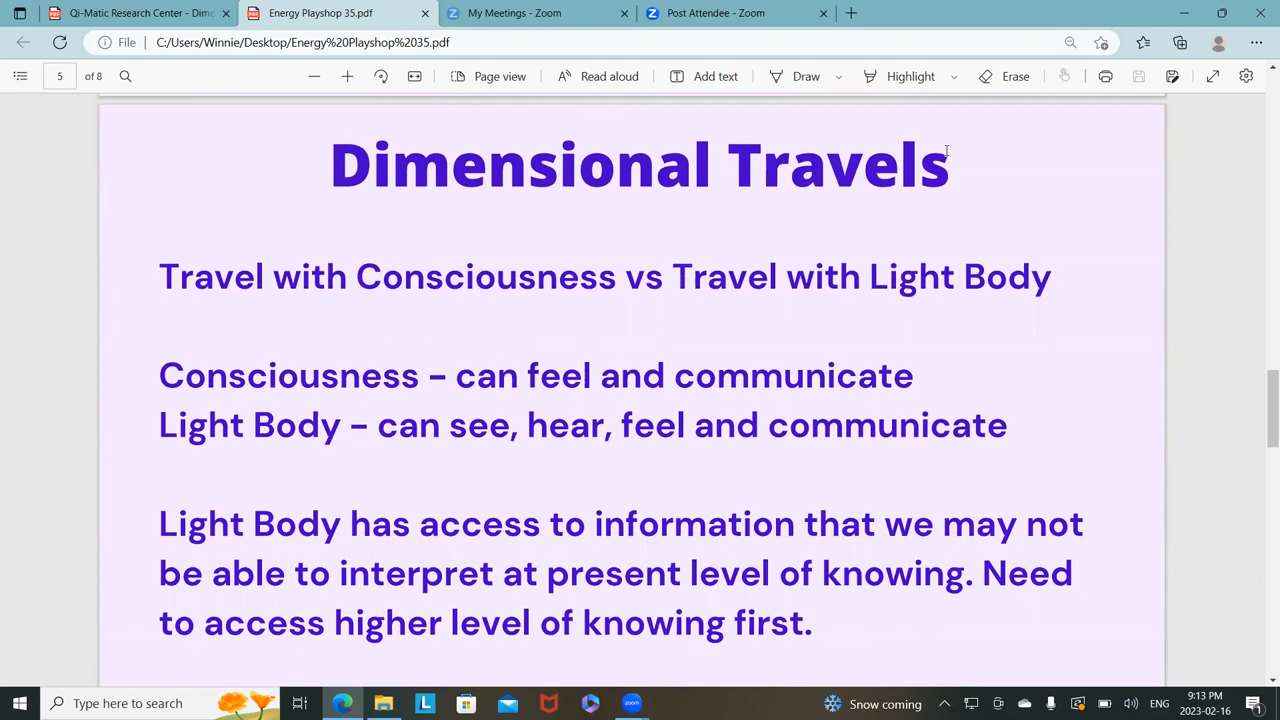 Qi-Matic Research Center - Dime
Energy Playshop 35.pdf
My Meetings - Zoom
Post Attendee - Zoom
File
C:/Users/Winnie/Desktop/Energy%20Playshop%2035.pdf
5 of 8
Page view
Read aloud
Add text
Draw
Highlight
Erase
Dimensional Travels
Travel with Consciousness vs Travel with Light Body
Consciousness - can feel and communicate
Light Body - can see, hear, feel and communicate
Light Body has access to information that we may not
be able to interpret at present level of knowing. Need
to access higher level of knowing first.
Type here to search
L
zoom
Snow coming
ENG
9:13 PM
2023-02-16
1